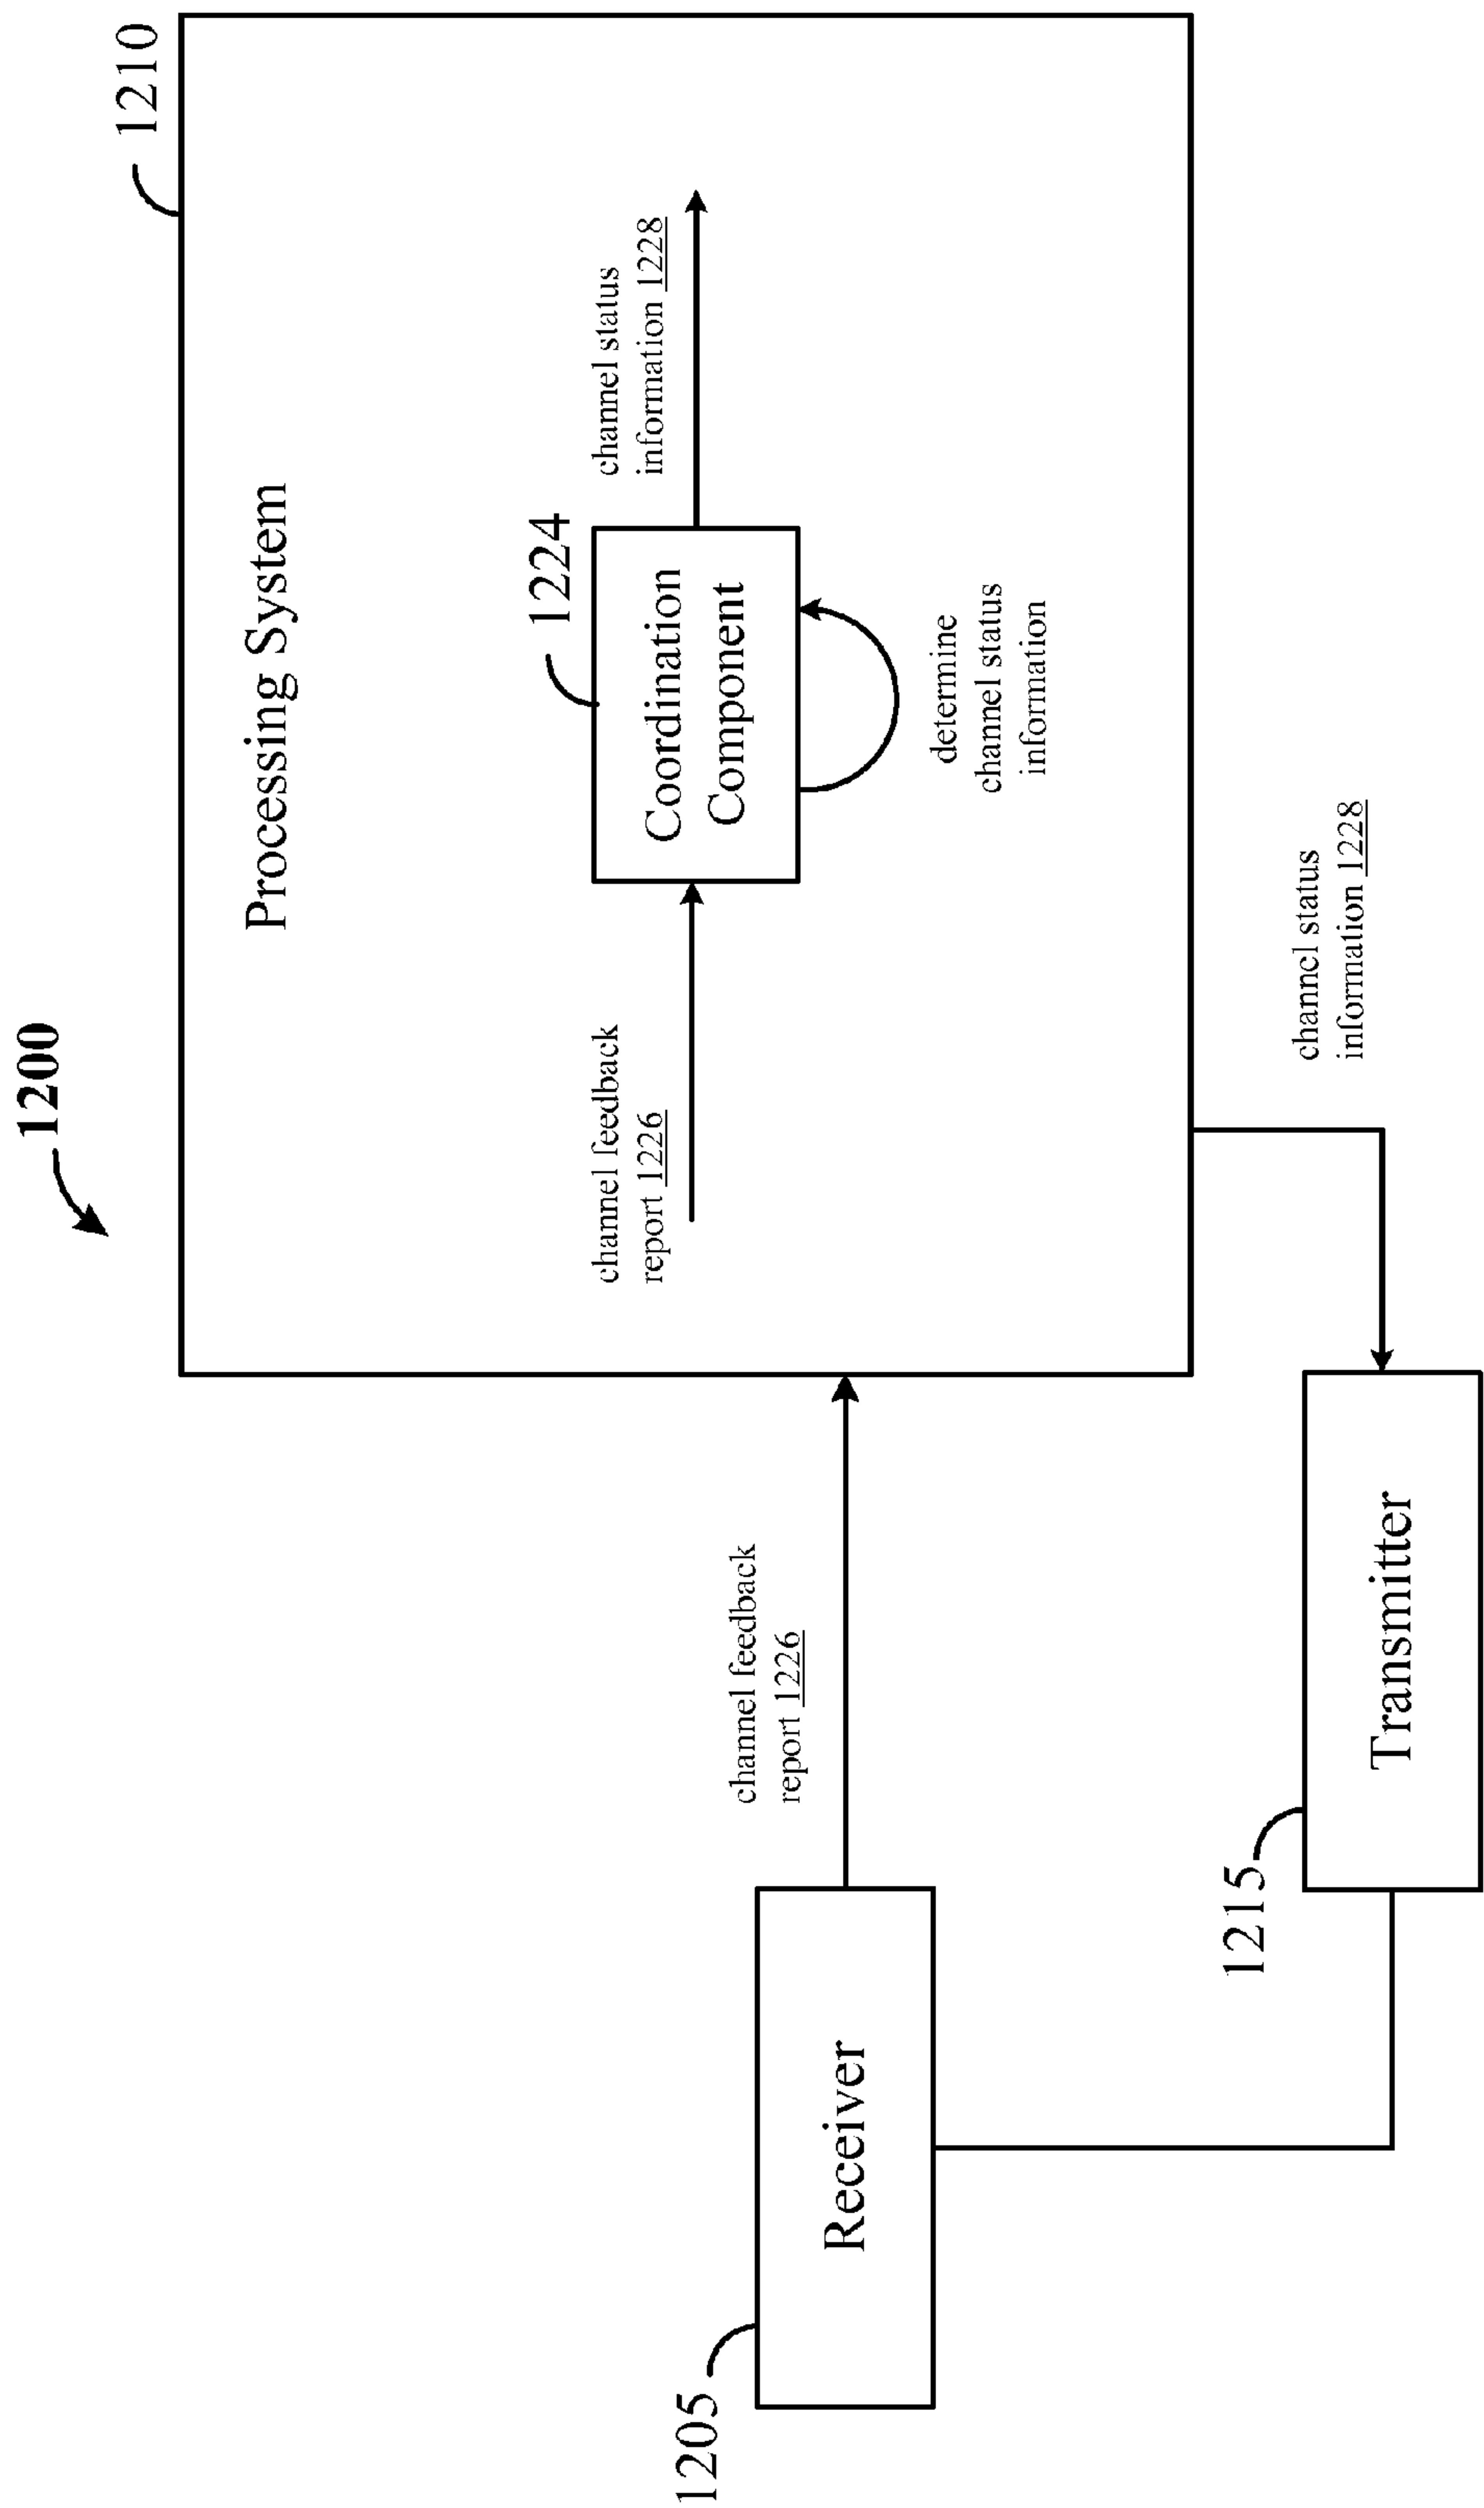 1200
1210
Processing System
1224
Coordination
Component
channel feedback
report 1226
channel status
information 1228
determine
channel status
information
channel feedback
report 1226
1205
Receiver
channel status
information 1228
1215
Transmitter